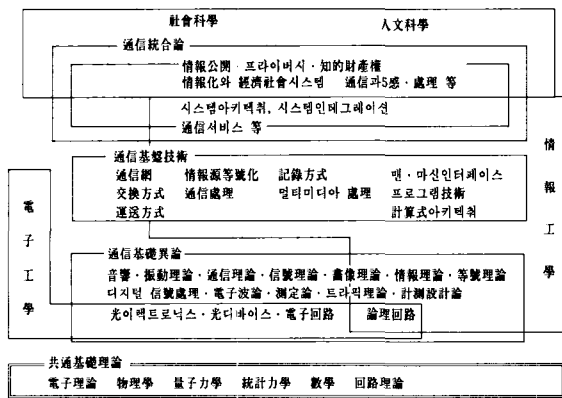 社會科學 人文科學
通信統合論
情報公開・프라이버시・知的財産權
情報化와 經濟社會시스템 通信과5感・處理 等
시스템아키텍취, 시스템인테그레이션
通信서비스 等
通信基盤技術
通信網 情報源等號化 記錄方式 맨・마신인터페이스
交換方式 通信處理 멀티미디아 處理 프로그램技術
運送方式 計算式아키텍취
情報工學
電子工學
通信基礎異論
音響・振動理論・通信理論・信號理論・畵像理論・情報理論・等號理論
디지털 信號處理・電子波論・測定論・트라픽理論・計測設計論
光이렉트로닉스・光디바이스・電子回路 論理回路
共通基礎理論
電子理論 物理學 量子力學 統計力學 數學 回路理論